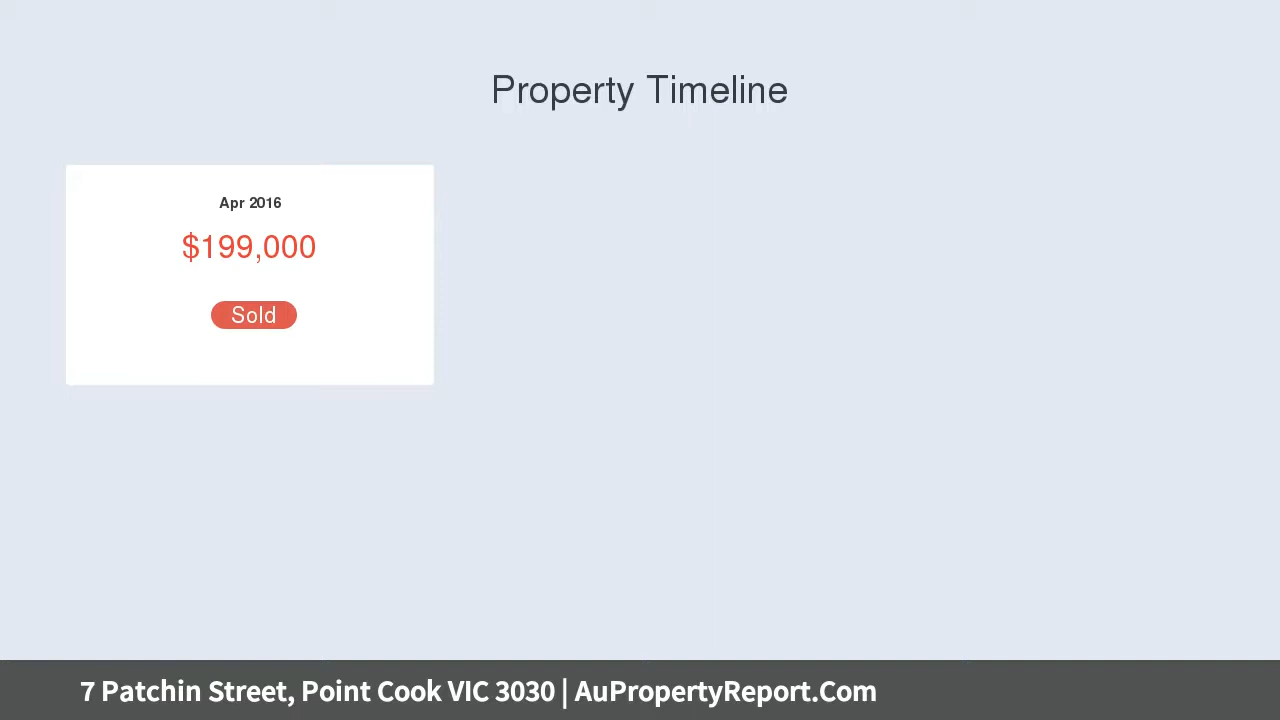 Property Timeline
Apr 2016
$199,000
Sold
7 Patchin Street, Point Cook VIC 3030 | AuPropertyReport.Com